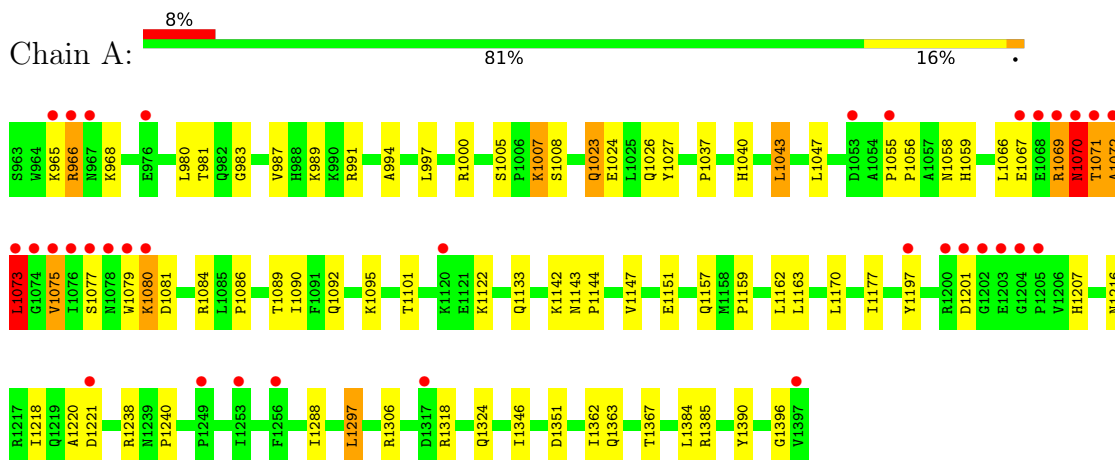 8%
Chain A:
81% 16% •
S963 W964 K965 R966 N967 K968 E976 L980 T981 Q982 G983 V987 H988 K989 K990 R991 A994 L997 R1000 S1005 P1006 K1007 S1008 Q1023 E1024 L1025 Q1026 Y1027 P1037 H1040 L1043 L1047 D1053 A1054 P1055 P1056 A1057 N1058 H1059 L1066 E1067 E1068 R1069 N1070 T1071 A1072
L1073 G1074 V1075 I1076 S1077 N1078 W1079 K1080 D1081 R1084 L1085 P1086 T1089 I1090 F1091 Q1092 K1095 T1101 K1120 E1121 K1122 Q1133 K1142 N1143 P1144 V1147 E1151 Q1157 M1158 P1159 L1162 L1163 L1170 I1177 Y1197 R1200 D1201 G1202 E1203 G1204 P1205 V1206 H1207 N1216
R1217 I1218 Q1219 A1220 D1221 R1238 N1239 P1240 P1249 I1253 F1256 I1288 L1297 R1306 D1317 R1318 Q1324 I1346 D1351 I1362 Q1363 T1367 L1384 R1385 Y1390 G1396 V1397